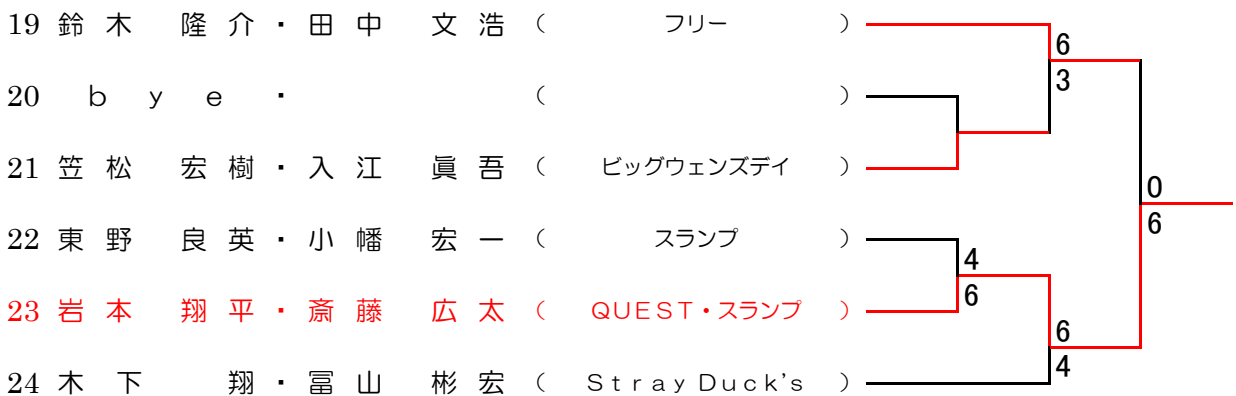 19 鈴木 隆介・田中 文浩 ( フリー )
6
3
20 bye・ ( )
21 笠松 宏樹・入江 眞吾 ( ビッグウェンズデイ )
0
6
22 東野 良英・小幡 宏一 ( スランプ )
4
6
23 岩本 翔平・斎藤 広太 ( QUEST・スランプ )
6
4
24 木下 翔・冨山 彬宏 ( Stray Duck's )